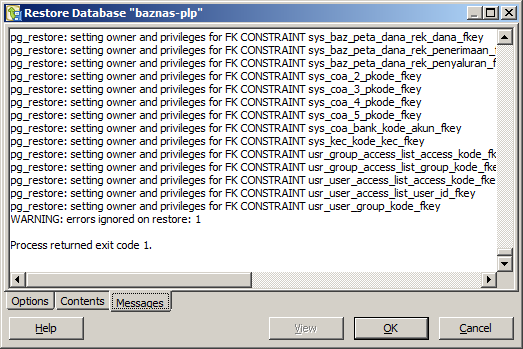 Restore Database "baznas-plp"
pg_restore: setting owner and privileges for FK CONSTRAINT sys_baz_peta_dana_rek_dana_fkey
pg_restore: setting owner and privileges for FK CONSTRAINT sys_baz_peta_dana_rek_penerimaan_
pg_restore: setting owner and privileges for FK CONSTRAINT sys_baz_peta_dana_rek_penyaluran_f
pg_restore: setting owner and privileges for FK CONSTRAINT sys_coa_2_pkode_fkey
pg_restore: setting owner and privileges for FK CONSTRAINT sys_coa_3_pkode_fkey
pg_restore: setting owner and privileges for FK CONSTRAINT sys_coa_4_pkode_fkey
pg_restore: setting owner and privileges for FK CONSTRAINT sys_coa_5_pkode_fkey
pg_restore: setting owner and privileges for FK CONSTRAINT sys_coa_bank_kode_akun_fkey
pg_restore: setting owner and privileges for FK CONSTRAINT sys_kec_kode_kec_fkey
pg_restore: setting owner and privileges for FK CONSTRAINT usr_group_access_list_access_kode_fk
pg_restore: setting owner and privileges for FK CONSTRAINT usr_group_access_list_group_kode_fk
pg_restore: setting owner and privileges for FK CONSTRAINT usr_user_access_list_access_kode_fke
pg_restore: setting owner and privileges for FK CONSTRAINT usr_user_access_list_user_id_fkey
pg_restore: setting owner and privileges for FK CONSTRAINT usr_user_group_kode_fkey
WARNING: errors ignored on restore: 1
Process returned exit code 1.
Options Contents Messages
Help View OK Cancel